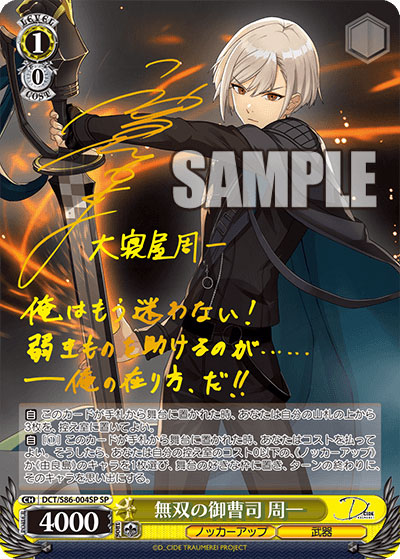 LEVEL
1
0
COST
SAMPLE
大寝屋周一
俺はもう迷わない!
弱きものを助けるのが……
―俺の在り方、だ!!
自 このカードが手札から舞台に置かれた時、あなたは自分の山札の上から3枚を、控え室に置いてよい。
自 [①] このカードが手札から舞台に置かれた時、あなたはコストを払ってよい。そうしたら、あなたは自分の控え室のコスト0以下の、《ノッカーアップ》か《由良島》のキャラを1枚選び、舞台の好きな枠に置き、ターンの終わりに、そのキャラを思い出にする。
CH DCT/S86-004SP SP
無双の御曹司 周一
4000
ノッカーアップ
武器
©D_CIDE TRAUMEREI PROJECT